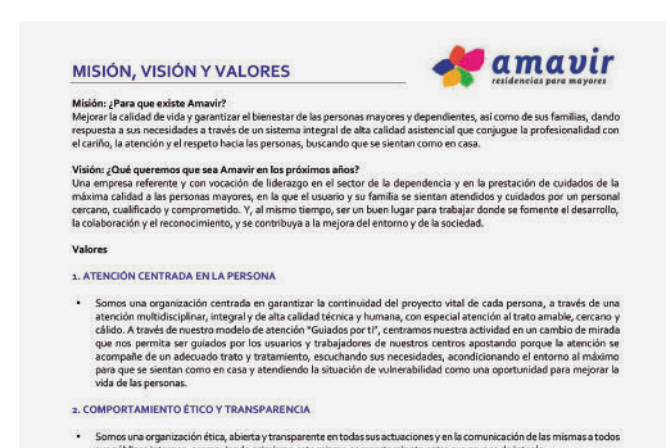 MISIÓN, VISIÓN Y VALORES
amavir
residencias para mayores
Misión: ¿Para que existe Amavir?
Mejorar la calidad de vida y garantizar el bienestar de las personas mayores y dependientes, así como de sus familias, dando
respuesta a sus necesidades a través de un sistema integral de alta calidad asistencial que conjugue la profesionalidad con
el cariño, la atención y el respeto hacia las personas, buscando que se sientan como en casa.
Visión: ¿Qué queremos que sea Amavir en los próximos años?
Una empresa referente y con vocación de liderazgo en el sector de la dependencia y en la prestación de cuidados de la
máxima calidad a las personas mayores, en la que el usuario y su familia se sientan atendidos y cuidados por un personal
cercano, cualificado y comprometido. Y, al mismo tiempo, ser un buen lugar para trabajar donde se fomente el desarrollo,
la colaboración y el reconocimiento, y se contribuya a la mejora del entorno y de la sociedad.
Valores
1. ATENCIÓN CENTRADA EN LA PERSONA
• Somos una organización centrada en garantizar la continuidad del proyecto vital de cada persona, a través de una
atención multidisciplinar, integral y de alta calidad técnica y humana, con especial atención al trato amable, cercano y
cálido. A través de nuestro modelo de atención "Guiados por ti", centramos nuestra actividad en un cambio de mirada
que nos permita ser guiados por los usuarios y trabajadores de nuestros centros apostando porque la atención se
acompañe de un adecuado trato y tratamiento, escuchando sus necesidades, acondicionando el entorno al máximo
para que se sientan como en casa y atendiendo la situación de vulnerabilidad como una oportunidad para mejorar la
vida de las personas.
2. COMPORTAMIENTO ÉTICO Y TRANSPARENCIA
• Somos una organización ética, abierta y transparente en todas sus actuaciones y en la comunicación de las mismas a todos